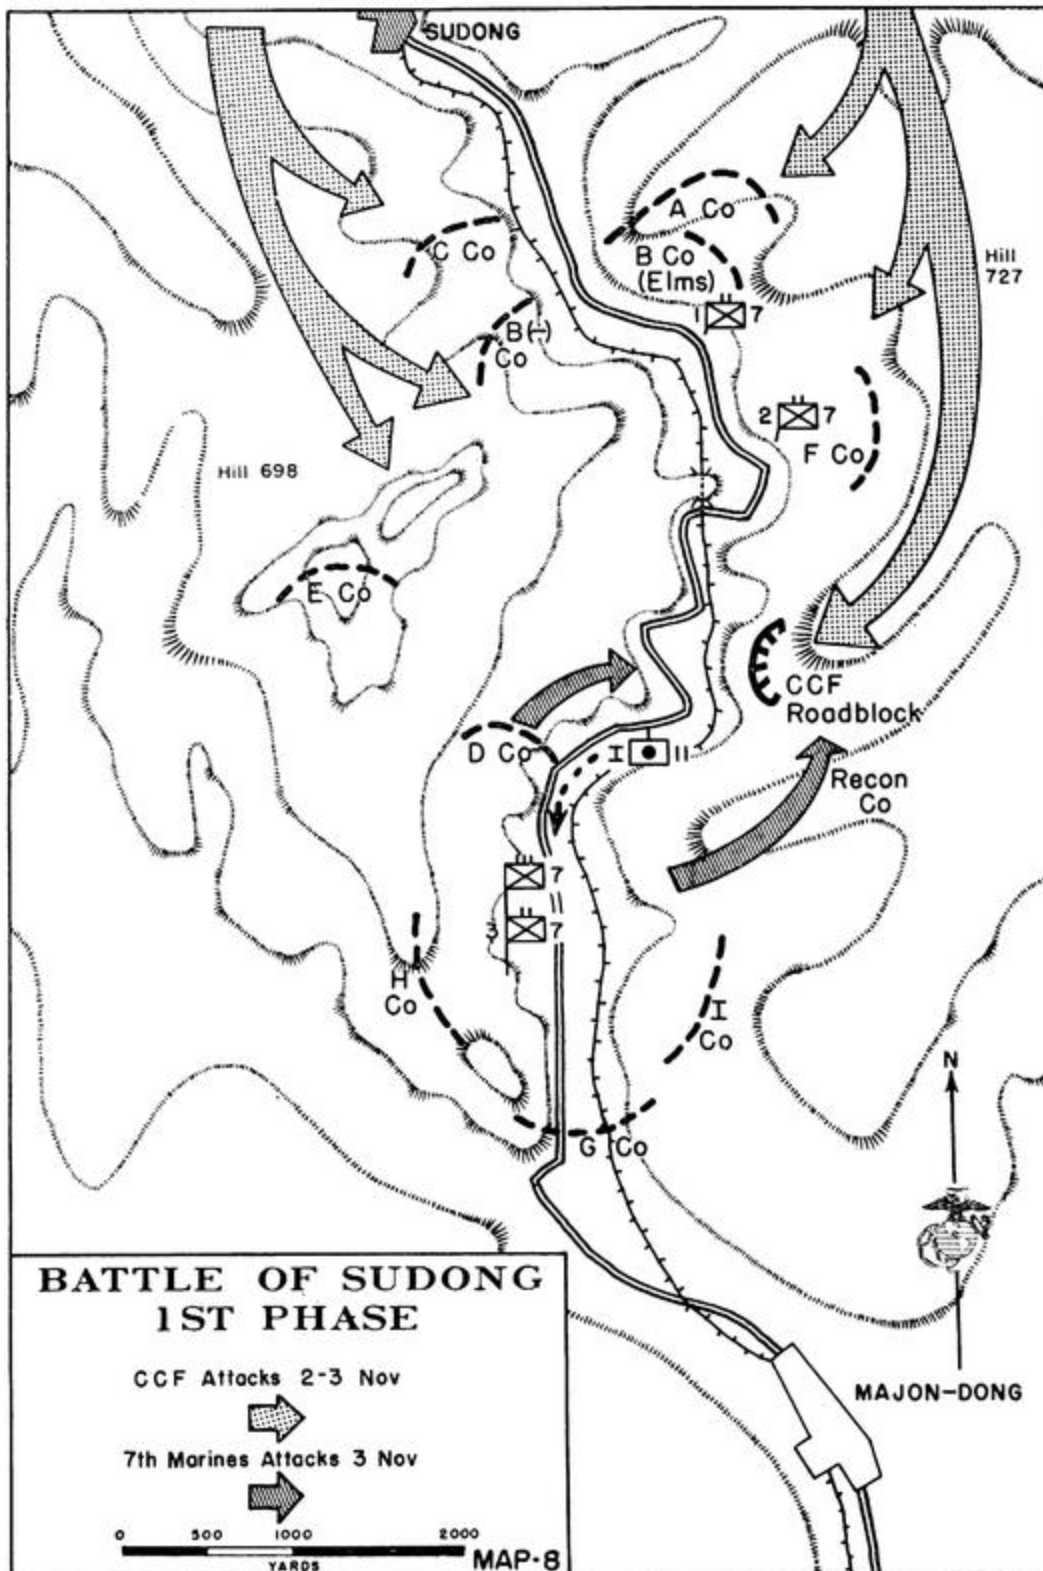 SUDONG
A Co
C Co
B Co
(Elms)
Hill
727
1 7
B(-)
Co
2 7
F Co
Hill 698
E Co
CCF
Roadblock
D Co
I 11
Recon
Co
7
3 7
H
Co
I
Co
G Co
N
MAJON-DONG
BATTLE OF SUDONG
1ST PHASE
CCF Attacks 2-3 Nov
7th Marines Attacks 3 Nov
0 500 1000 2000
YARDS
MAP-8